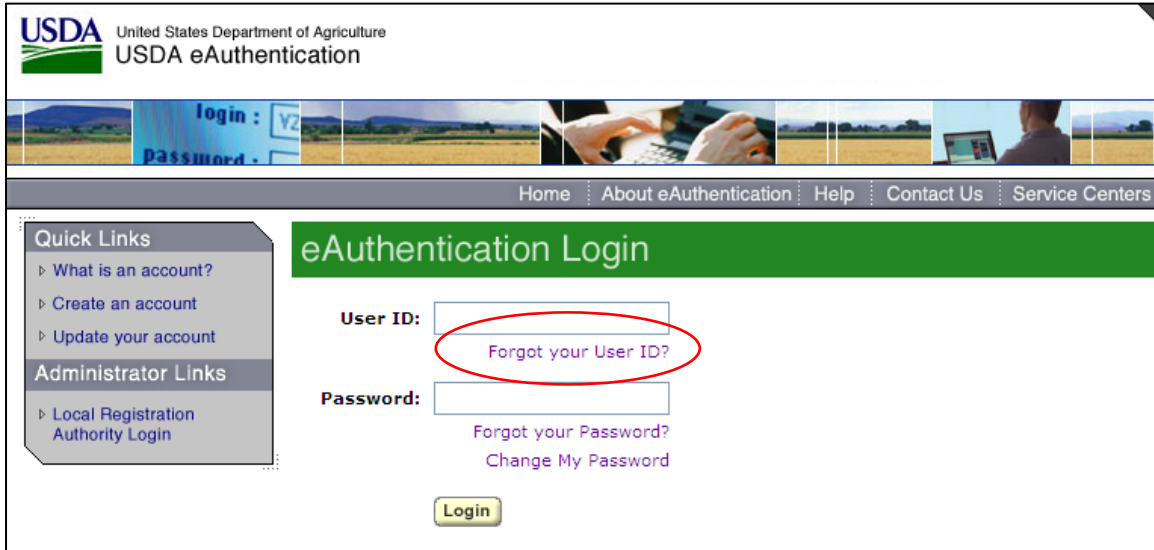 USDA
United States Department of Agriculture
USDA eAuthentication
login :
password :
Home
About eAuthentication
Help
Contact Us
Service Centers
Quick Links
What is an account?
Create an account
Update your account
Administrator Links
Local Registration
Authority Login
eAuthentication Login
User ID:
Forgot your User ID?
Password:
Forgot your Password?
Change My Password
Login